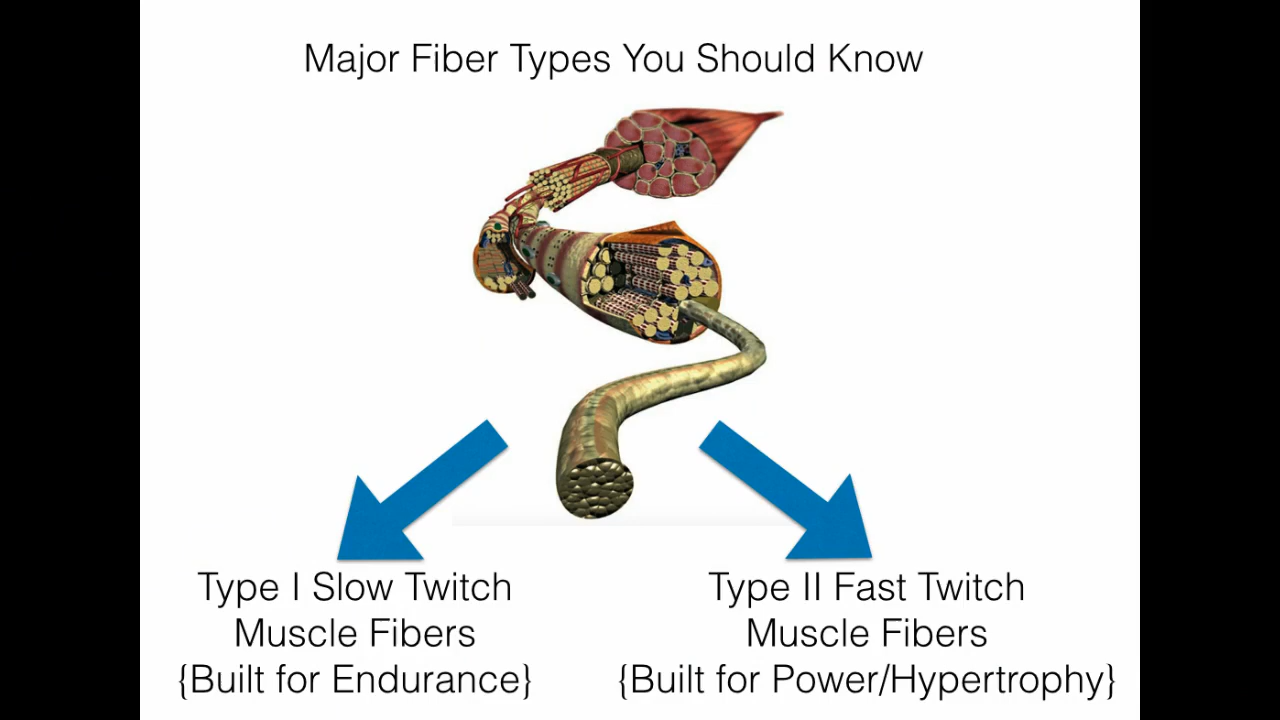 Major Fiber Types You Should Know
Type I Slow Twitch
Muscle Fibers
{Built for Endurance}
Type II Fast Twitch
Muscle Fibers
{Built for Power/Hypertrophy}